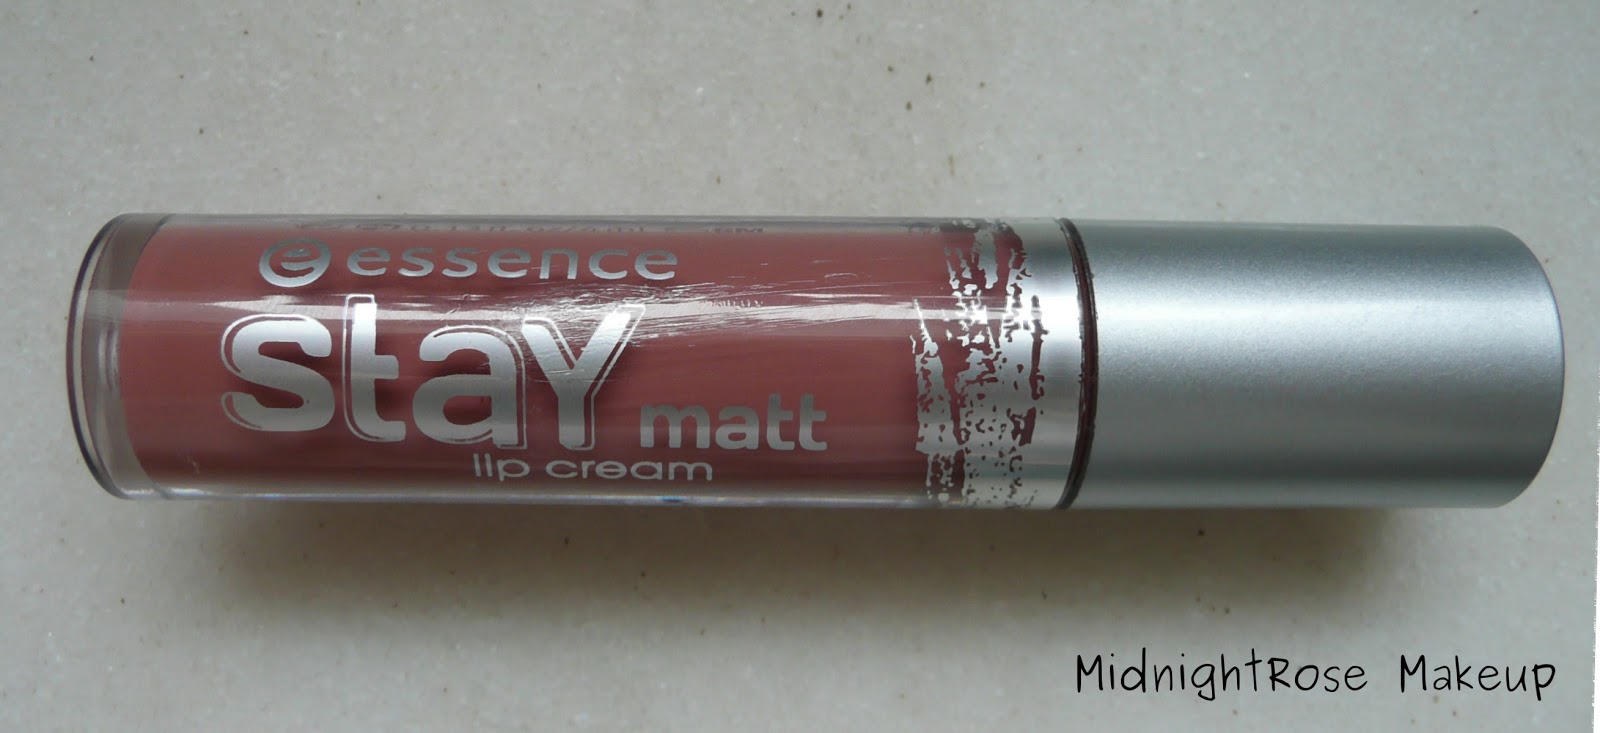 essence
stay matt
lip cream
MidnightRose Makeup